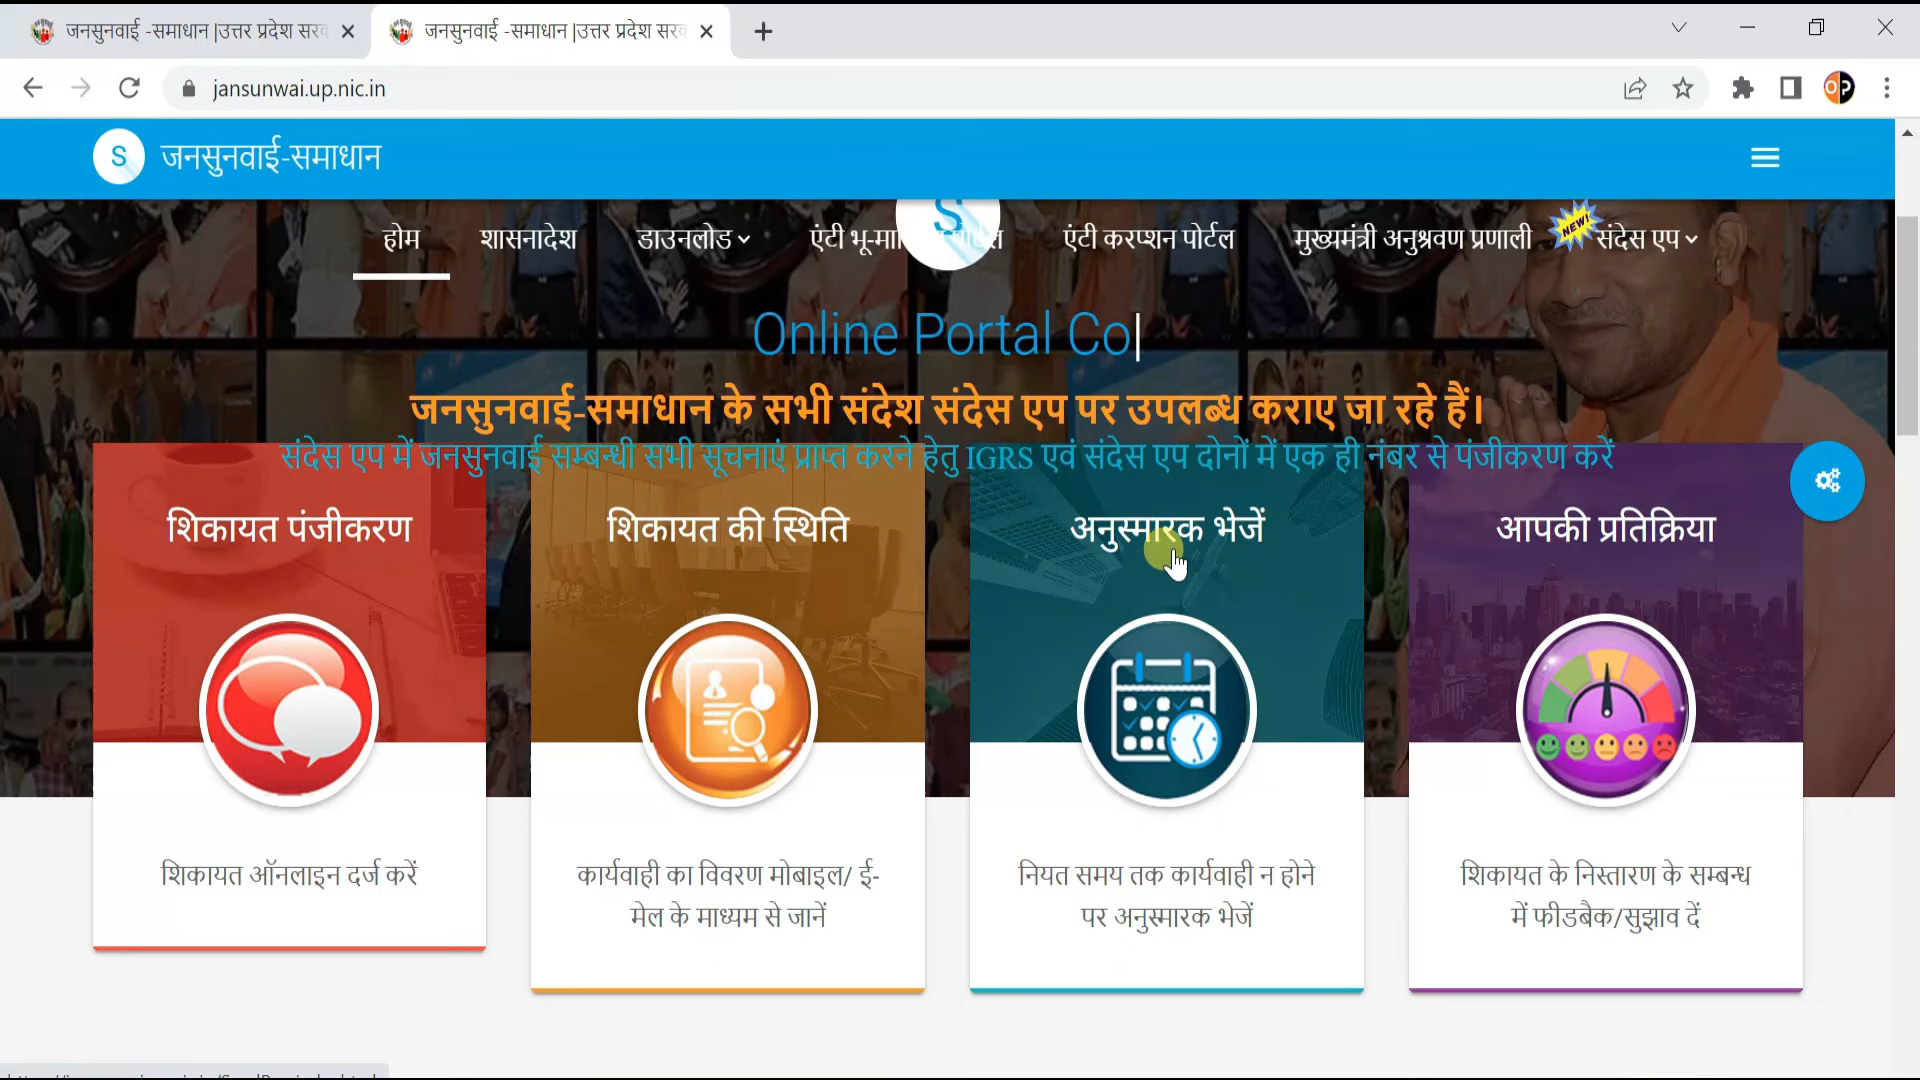 जनसुनवाई -समाधान |उत्तर प्रदेश सरक
जनसुनवाई -समाधान |उत्तर प्रदेश सरक
jansunwai.up.nic.in
OP
S जनसुनवाई-समाधान
S
होम शासनादेश डाउनलोड एंटी भू-मा एंटी करप्शन पोर्टल मुख्यमंत्री अनुश्रवण प्रणाली NEW! संदेस एप
Online Portal Co
जनसुनवाई-समाधान के सभी संदेश संदेस एप पर उपलब्ध कराए जा रहे हैं।
संदेस एप में जनसुनवाई सम्बन्धी सभी सूचनाएं प्राप्त करने हेतु IGRS एवं संदेस एप दोनों में एक ही नंबर से पंजीकरण करें
शिकायत पंजीकरण
शिकायत ऑनलाइन दर्ज करें
शिकायत की स्थिति
कार्यवाही का विवरण मोबाइल/ ई-
मेल के माध्यम से जानें
अनुस्मारक भेजें
नियत समय तक कार्यवाही न होने
पर अनुस्मारक भेजें
आपकी प्रतिक्रिया
शिकायत के निस्तारण के सम्बन्ध
में फीडबैक/सुझाव दें